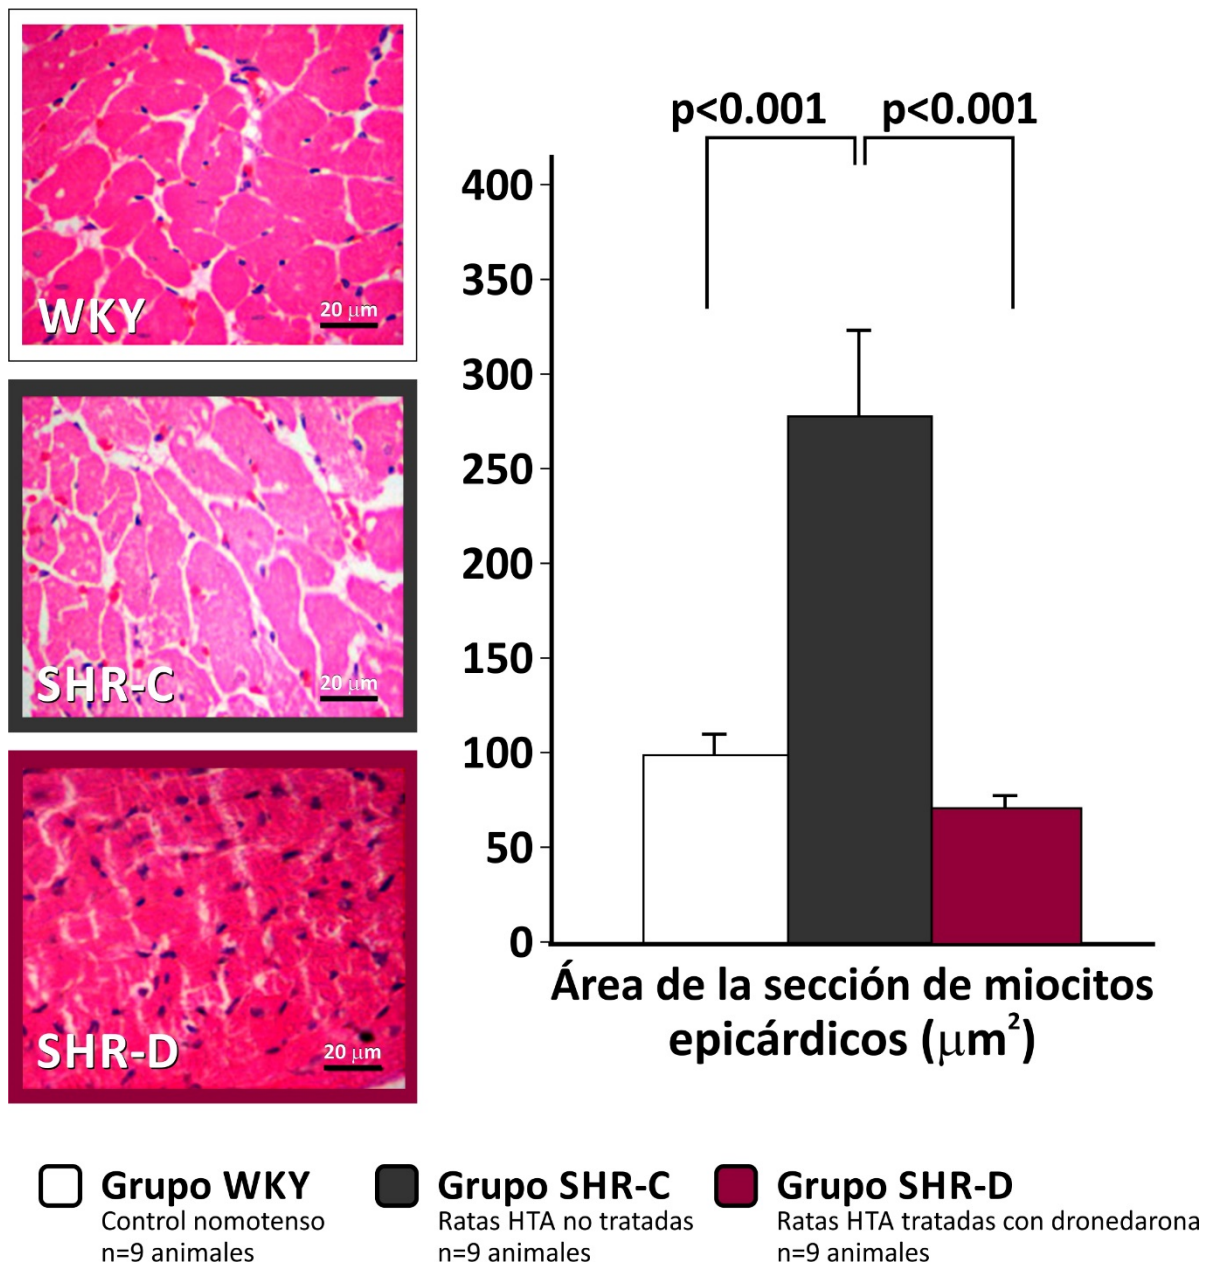 WKY
20 μm
SHR-C
20 μm
SHR-D
20 μm
p<0.001 p<0.001
400
350
300
250
200
150
100
50
0
Área de la sección de miocitos
epicárdicos (μm²)
Grupo WKY
Control nomotenso
n=9 animales
Grupo SHR-C
Ratas HTA no tratadas
n=9 animales
Grupo SHR-D
Ratas HTA tratadas con dronedarona
n=9 animales